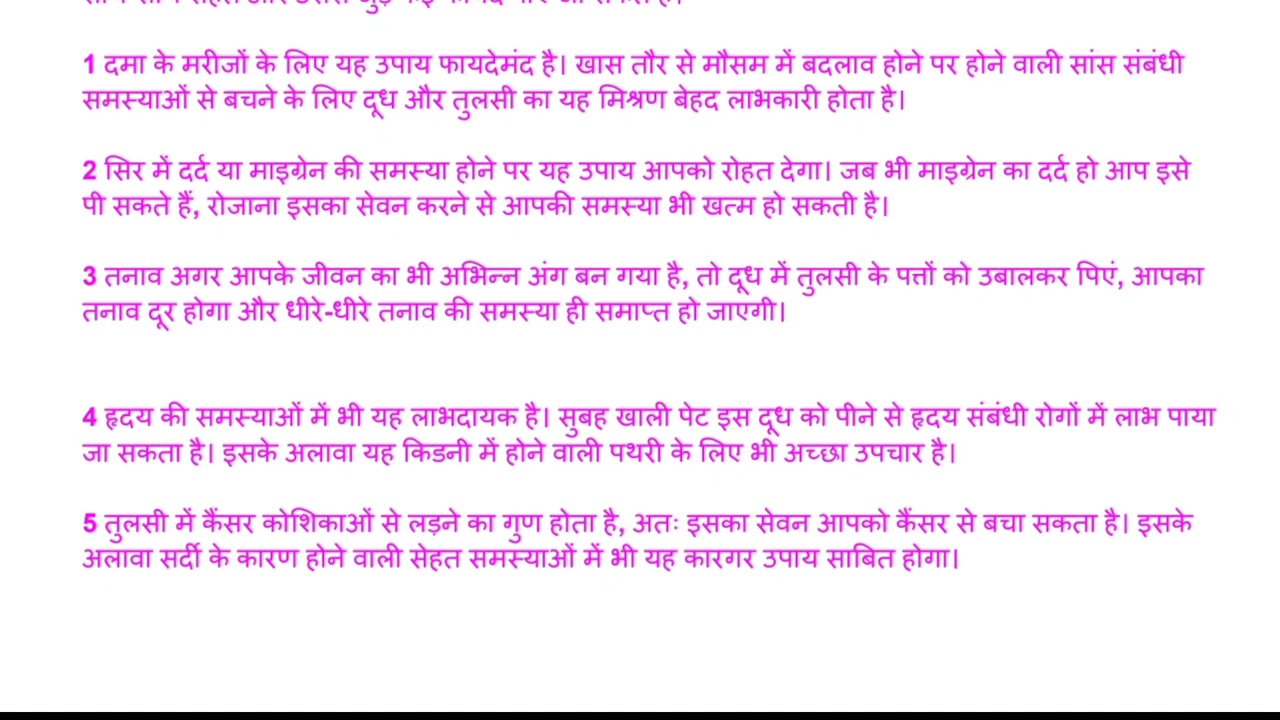 1 दमा के मरीजों के लिए यह उपाय फायदेमंद है। खास तौर से मौसम में बदलाव होने पर होने वाली सांस संबंधी
समस्याओं से बचने के लिए दूध और तुलसी का यह मिश्रण बेहद लाभकारी होता है।
2 सिर में दर्द या माइग्रेन की समस्या होने पर यह उपाय आपको रोहत देगा। जब भी माइग्रेन का दर्द हो आप इसे
पी सकते हैं, रोजाना इसका सेवन करने से आपकी समस्या भी खत्म हो सकती है।
3 तनाव अगर आपके जीवन का भी अभिन्न अंग बन गया है, तो दूध में तुलसी के पत्तों को उबालकर पिएं, आपका
तनाव दूर होगा और धीरे-धीरे तनाव की समस्या ही समाप्त हो जाएगी।
4 हृदय की समस्याओं में भी यह लाभदायक है। सुबह खाली पेट इस दूध को पीने से हृदय संबंधी रोगों में लाभ पाया
जा सकता है। इसके अलावा यह किडनी में होने वाली पथरी के लिए भी अच्छा उपचार है।
5 तुलसी में कैंसर कोशिकाओं से लड़ने का गुण होता है, अतः इसका सेवन आपको कैंसर से बचा सकता है। इसके
अलावा सर्दी के कारण होने वाली सेहत समस्याओं में भी यह कारगर उपाय साबित होगा।